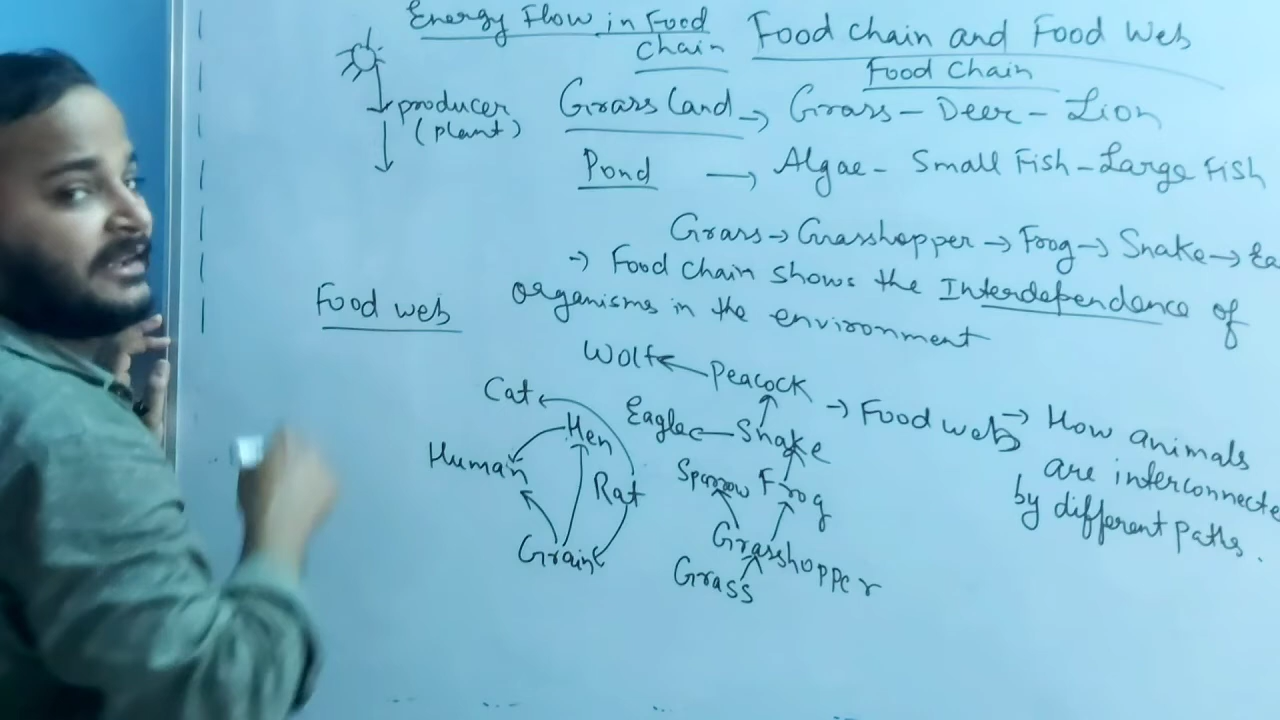 Energy Flow in Food
Chain
producer
(plant)
Food chain and Food Web
Food Chain
Grass Land → Grass - Deer - Lion
Pond → Algae - Small Fish - Large Fish
Grass → Grasshopper → Frog → Snake →
→ Food chain shows the Interdependence of
organisms in the environment
Food web
Cat
Hen
Human
Rat
Grain
Wolf
Peacock
Eagle
Snake
Sparrow
Frog
Grasshopper
Grass
→ Food web → How animals
are interconnecte
by different paths.